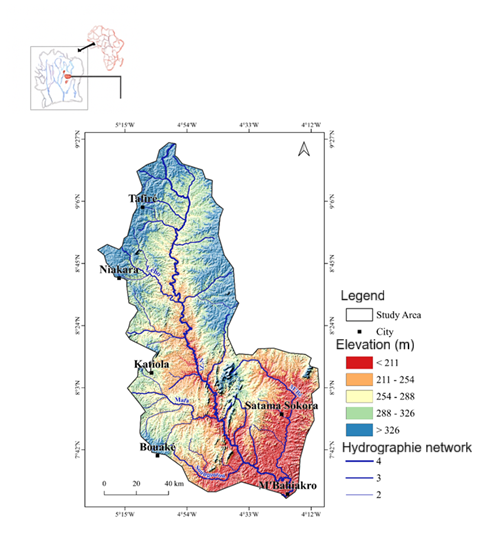 5°15'W 4°54'W 4°33'W 4°12'W
9°27'N
9°6'N
8°45'N
8°24'N
8°3'N
7°42'N
Tafiré
Niakara
Katiola
Satama Sokora
Bouaké
M'Bahiakro
0 20 40 km
5°15'W 4°54'W 4°33'W 4°12'W
Legend
Study Area
City
Elevation (m)
< 211
211 - 254
254 - 288
288 - 326
> 326
Hydrographie network
4
3
2